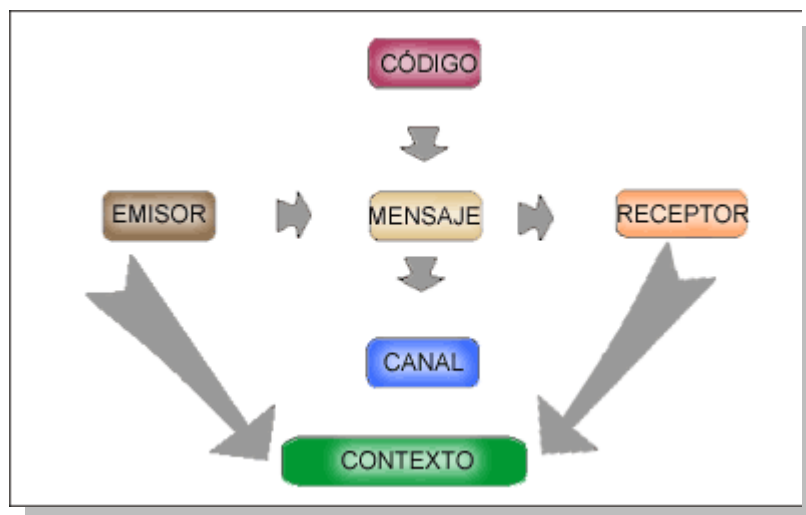 CÓDIGO
EMISOR
MENSAJE
RECEPTOR
CANAL
CONTEXTO